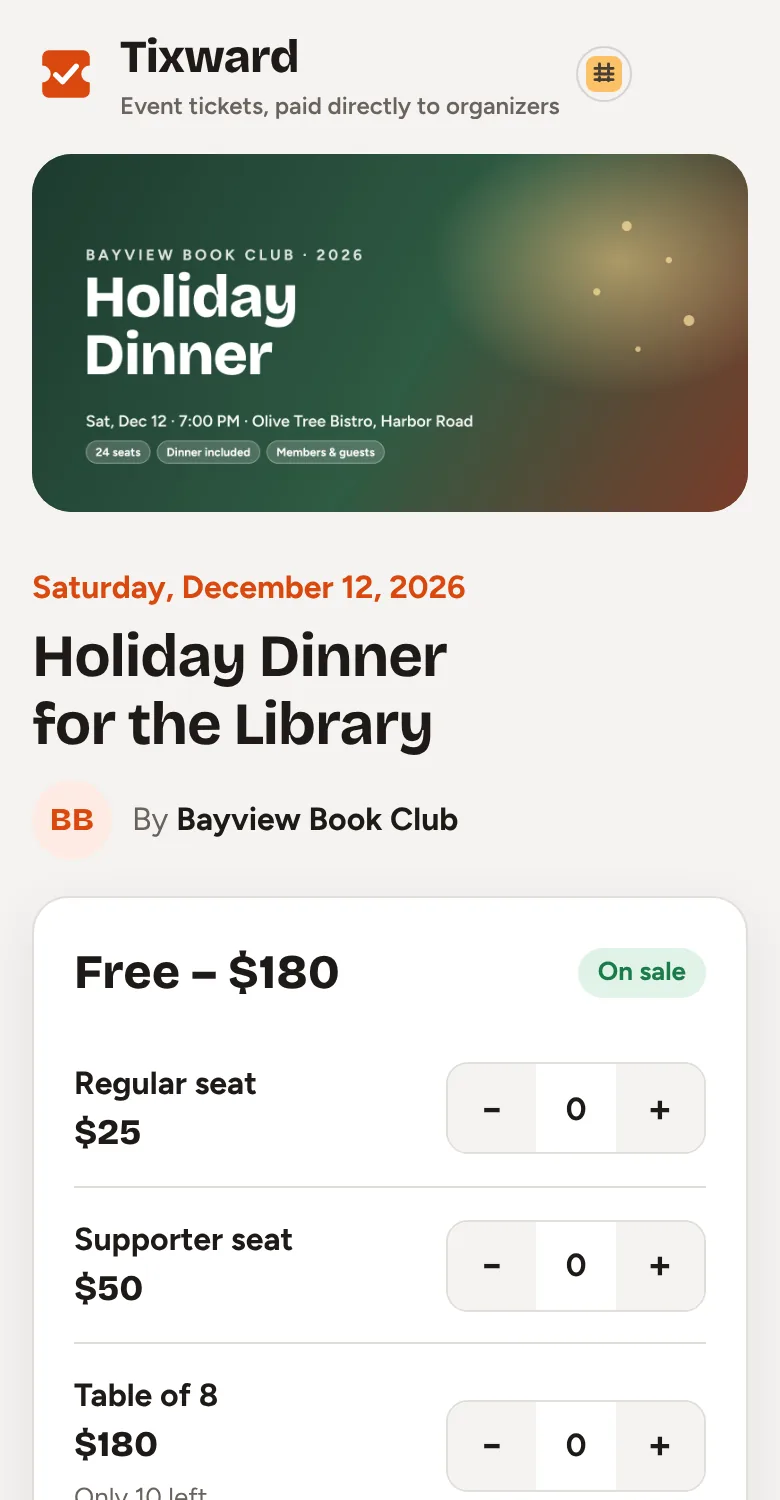 Tixward
Event tickets, paid directly to organizers
BAYVIEW BOOK CLUB · 2026
Holiday
Dinner
Sat, Dec 12 · 7:00 PM · Olive Tree Bistro, Harbor Road
24 seats
Dinner included
Members & guests
Saturday, December 12, 2026
Holiday Dinner
for the Library
BB
By Bayview Book Club
Free – $180
On sale
Regular seat
$25
− 0 +
Supporter seat
$50
− 0 +
Table of 8
$180
− 0 +
Only 10 left